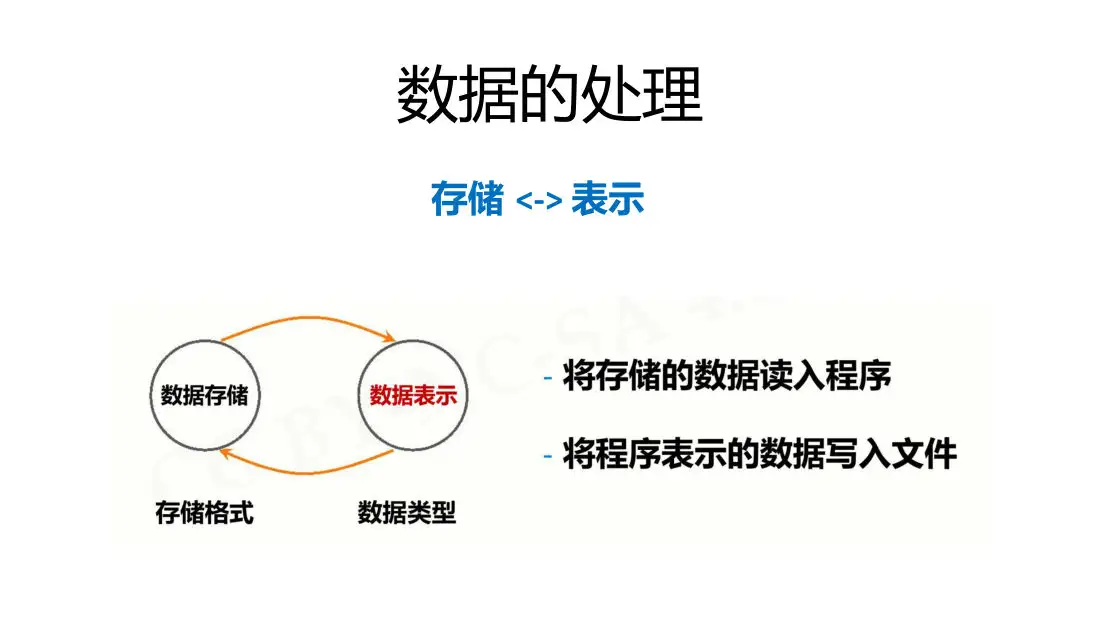 数据的处理
存储 <-> 表示
数据存储
数据表示
存储格式
数据类型
- 将存储的数据读入程序
- 将程序表示的数据写入文件